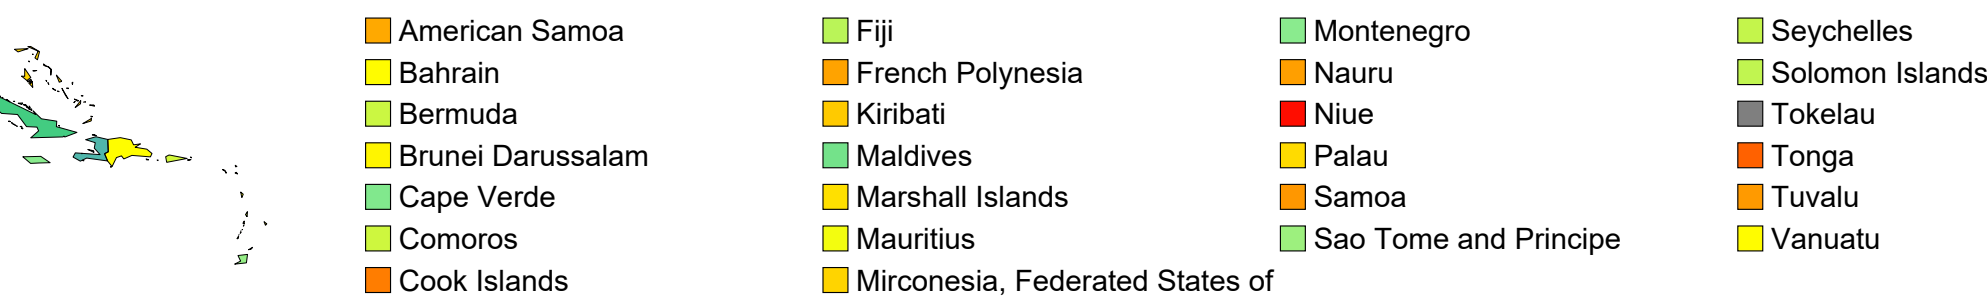 American Samoa
Bahrain
Bermuda
Brunei Darussalam
Cape Verde
Comoros
Cook Islands
Fiji
French Polynesia
Kiribati
Maldives
Marshall Islands
Mauritius
Mirconesia, Federated States of
Montenegro
Nauru
Niue
Palau
Samoa
Sao Tome and Principe
Seychelles
Solomon Islands
Tokelau
Tonga
Tuvalu
Vanuatu